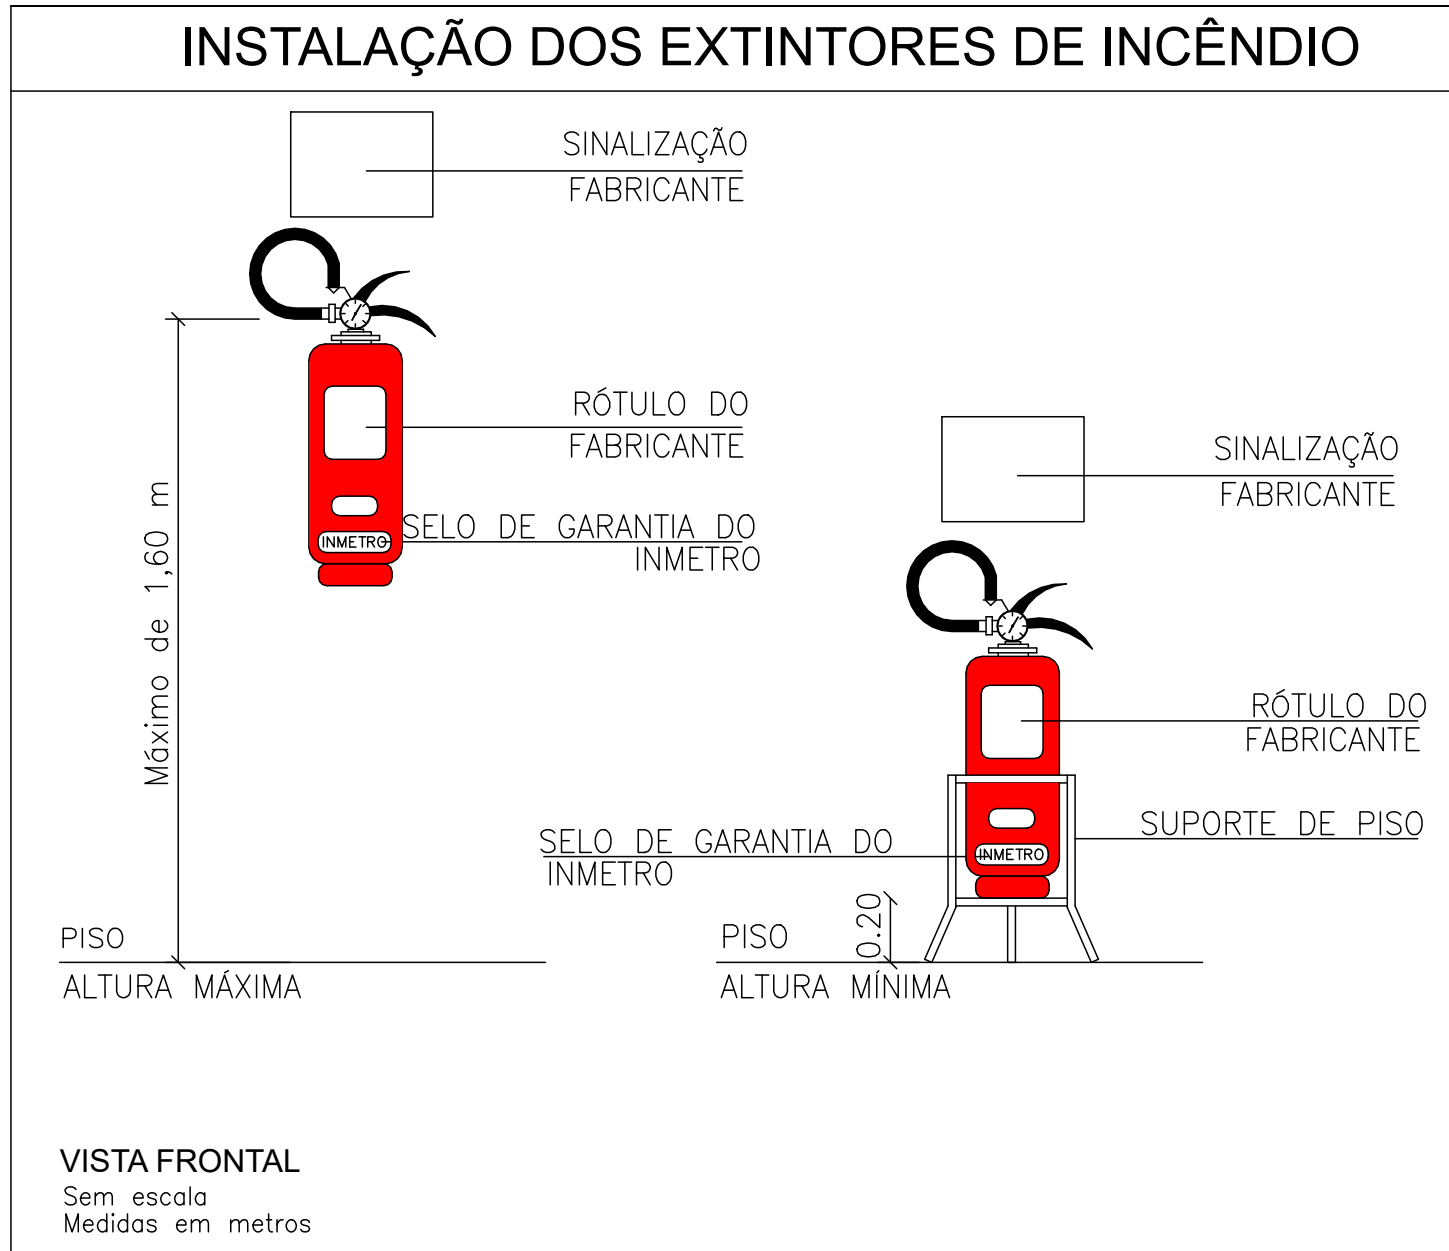 INSTALAÇÃO DOS EXTINTORES DE INCÊNDIO
SINALIZAÇÃO
FABRICANTE
RÓTULO DO
FABRICANTE
SELO DE GARANTIA DO
INMETRO
INMETRO
Máximo de 1,60 m
PISO
ALTURA MÁXIMA
SINALIZAÇÃO
FABRICANTE
RÓTULO DO
FABRICANTE
SUPORTE DE PISO
SELO DE GARANTIA DO
INMETRO
INMETRO
0.20
PISO
ALTURA MÍNIMA
VISTA FRONTAL
Sem escala
Medidas em metros